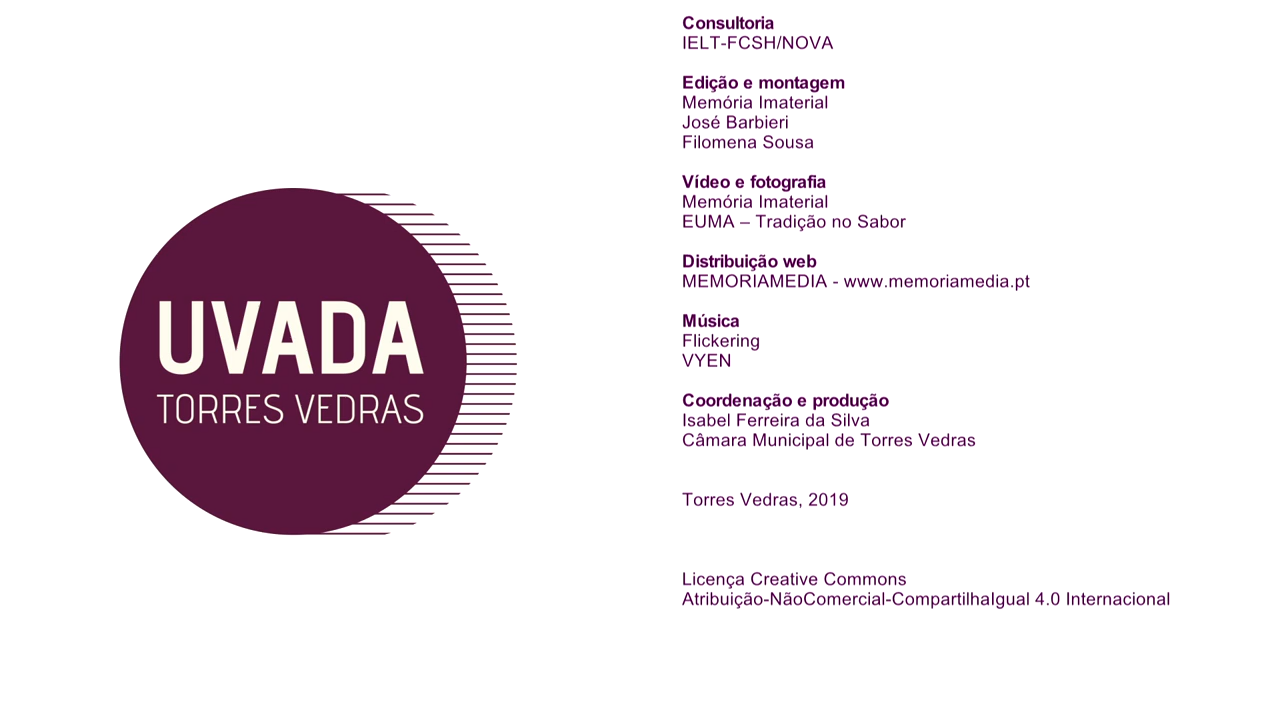 UVADA
TORRES VEDRAS
Consultoria
IELT-FCSH/NOVA
Edição e montagem
Memória Imaterial
José Barbieri
Filomena Sousa
Vídeo e fotografia
Memória Imaterial
EUMA – Tradição no Sabor
Distribuição web
MEMORIAMEDIA - www.memoriamedia.pt
Música
Flickering
VYEN
Coordenação e produção
Isabel Ferreira da Silva
Câmara Municipal de Torres Vedras
Torres Vedras, 2019
Licença Creative Commons
Atribuição-NãoComercial-CompartilhaIgual 4.0 Internacional